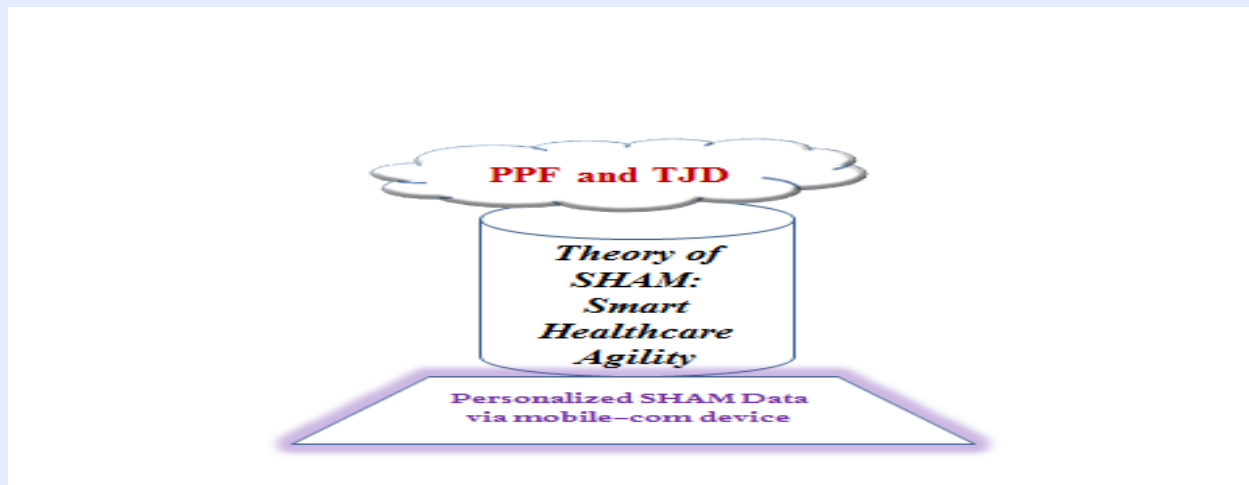 PPF and TJD
Theory of
SHAM:
Smart
Healthcare
Agility
Personalized SHAM Data
via mobile-com device